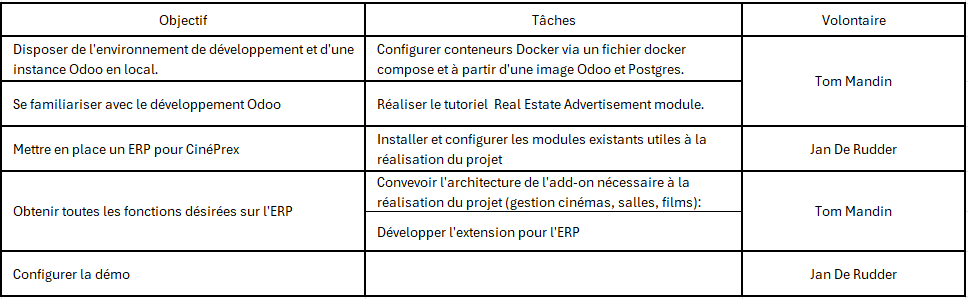 Objectif
Tâches
Volontaire
Disposer de l'environnement de développement et d'une
instance Odoo en local.
Configurer conteneurs Docker via un fichier docker
compose et à partir d'une image Odoo et Postgres.
Tom Mandin
Se familiariser avec le développement Odoo
Réaliser le tutoriel Real Estate Advertisement module.
Mettre en place un ERP pour CinéPrex
Installer et configurer les modules existants utiles à la
réalisation du projet
Jan De Rudder
Obtenir toutes les fonctions désirées sur l'ERP
Convevoir l'architecture de l'add-on nécessaire à la
réalisation du projet (gestion cinémas, salles, films):
Développer l'extension pour l'ERP
Tom Mandin
Configurer la démo
Jan De Rudder